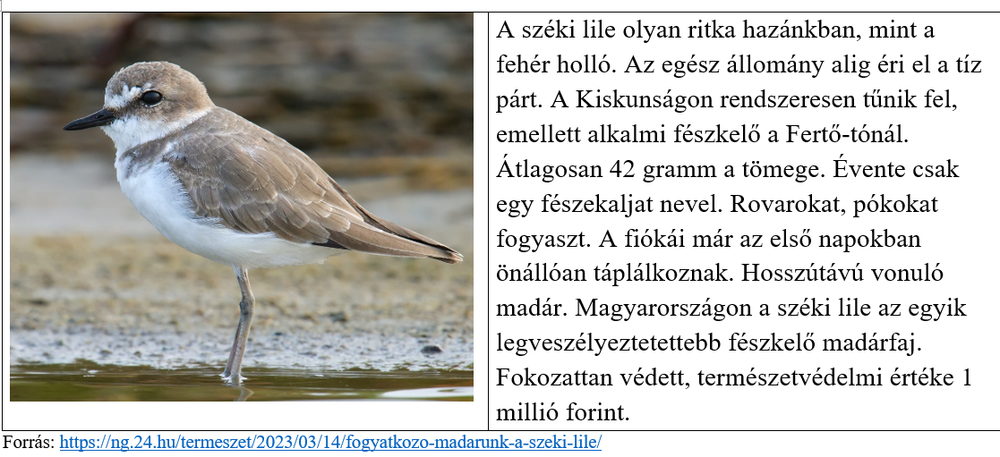 A széki lile olyan ritka hazánkban, mint a
fehér holló. Az egész állomány alig éri el a tíz
párt. A Kiskunságon rendszeresen tűnik fel,
emellett alkalmi fészkelő a Fertő-tónál.
Átlagosan 42 gramm a tömege. Évente csak
egy fészekaljat nevel. Rovarokat, pókokat
fogyaszt. A fiókái már az első napokban
önállóan táplálkoznak. Hosszútávú vonuló
madár. Magyarországon a széki lile az egyik
legveszélyeztetettebb fészkelő madárfaj.
Fokozattan védett, természetvédelmi értéke 1
millió forint.
Forrás: https://ng.24.hu/termeszet/2023/03/14/fogyatkozo-madarunk-a-szeki-lile/